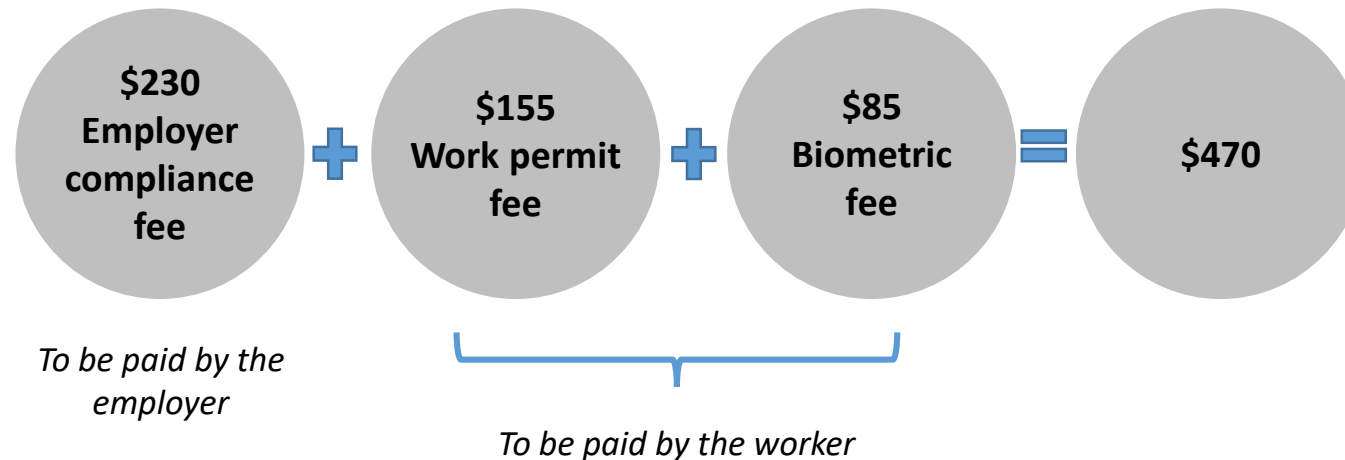 $230
Employer
compliance
fee
$155
Work permit
fee
$85
Biometric
fee
$470
To be paid by the
employer
To be paid by the worker